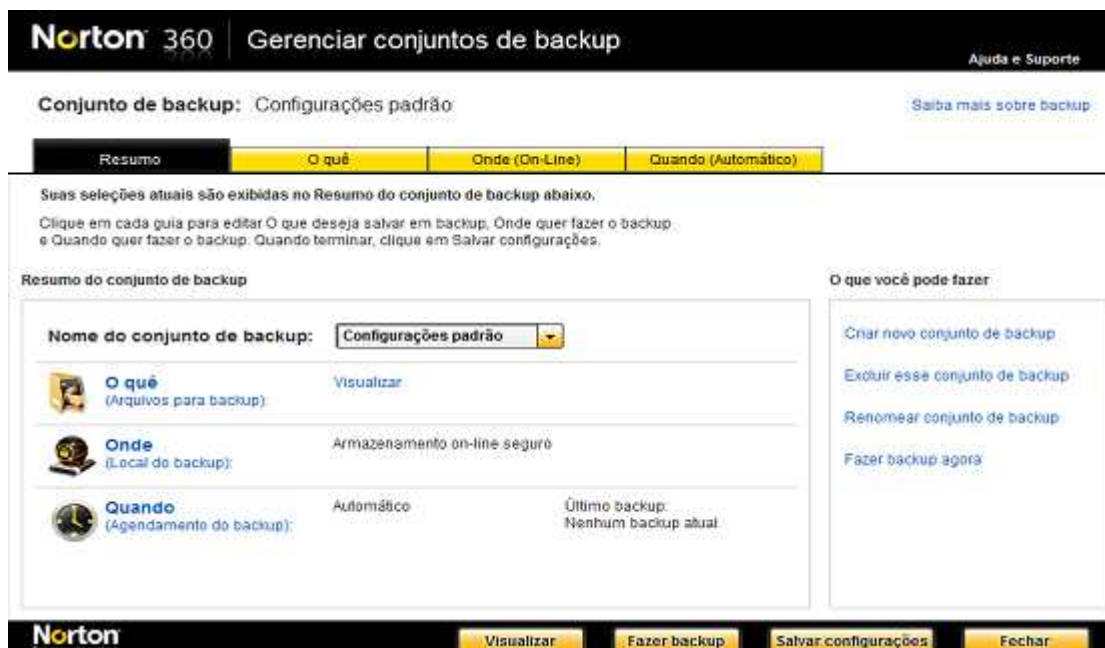 Norton 360 Gerenciar conjuntos de backup
Ajuda e Suporte
Conjunto de backup: Configurações padrão
Saiba mais sobre backup
Resumo
O quê
Onde (On-Line)
Quando (Automático)
Suas seleções atuais são exibidas no Resumo do conjunto de backup abaixo.
Clique em cada guia para editar O que deseja salvar em backup, Onde quer fazer o backup
e Quando quer fazer o backup. Quando terminar, clique em Salvar configurações.
Resumo do conjunto de backup
Nome do conjunto de backup: Configurações padrão
O quê
(Arquivos para backup):
Visualizar
Onde
(Local do backup):
Armazenamento on-line seguro
Quando
(Agendamento do backup):
Automático
Último backup:
Nenhum backup atual
O que você pode fazer
Criar novo conjunto de backup
Excluir esse conjunto de backup
Renomear conjunto de backup
Fazer backup agora
Norton
Visualizar
Fazer backup
Salvar configurações
Fechar